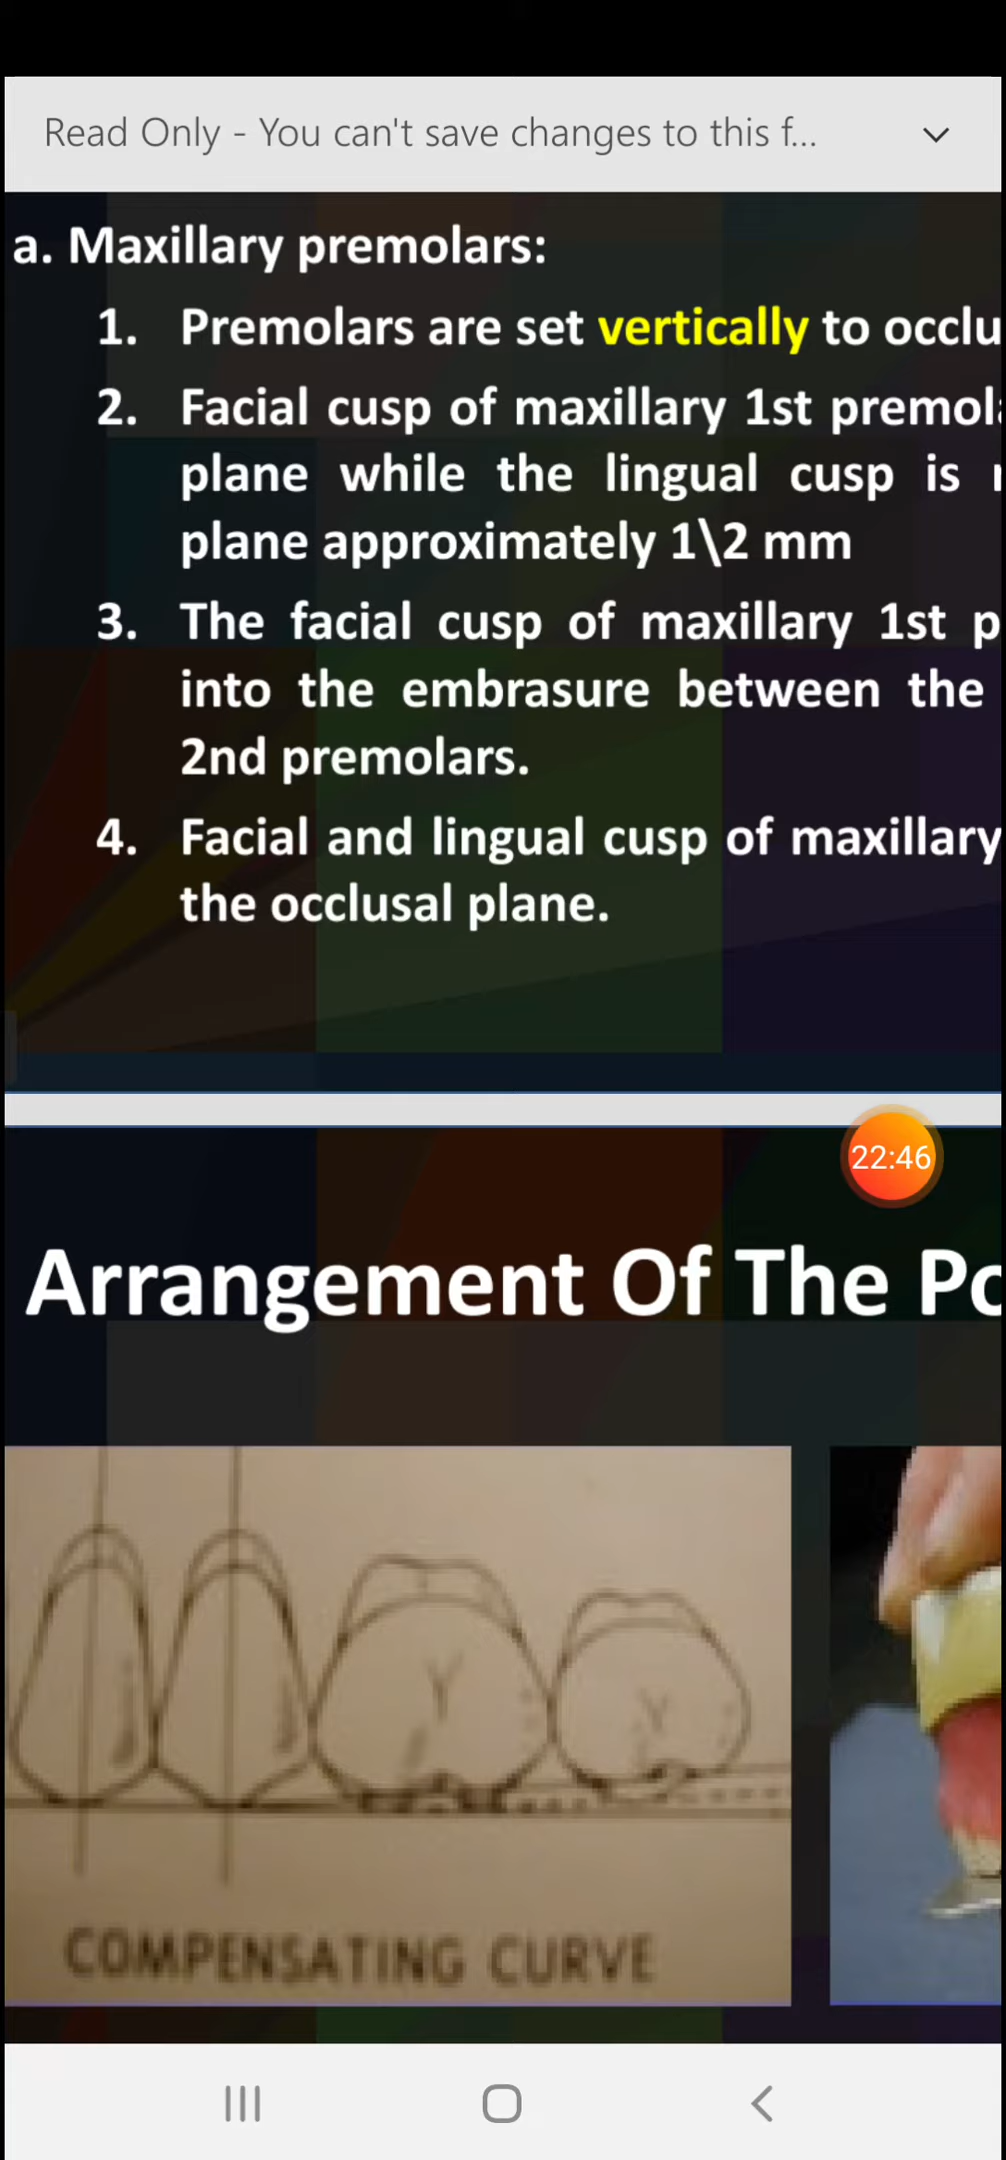 Read Only - You can't save changes to this f...
a. Maxillary premolars:
1. Premolars are set vertically to occlu
2. Facial cusp of maxillary 1st premol
plane while the lingual cusp is
plane approximately 1\2 mm
3. The facial cusp of maxillary 1st p
into the embrasure between the
2nd premolars.
4. Facial and lingual cusp of maxillary
the occlusal plane.
22:46
Arrangement Of The Po
COMPENSATING CURVE